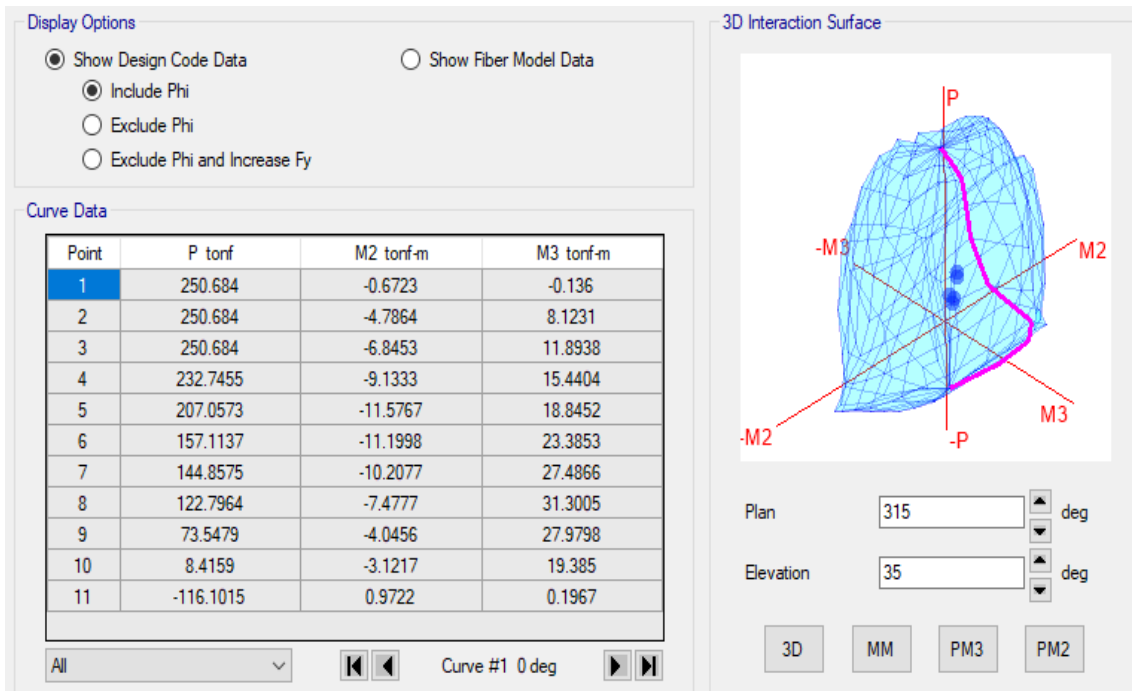 Display Options
Show Design Code Data
Show Fiber Model Data
Include Phi
Exclude Phi
Exclude Phi and Increase Fy
Curve Data
Point P tonf M2 tonf-m M3 tonf-m
1 250.684 -0.6723 -0.136
2 250.684 -4.7864 8.1231
3 250.684 -6.8453 11.8938
4 232.7455 -9.1333 15.4404
5 207.0573 -11.5767 18.8452
6 157.1137 -11.1998 23.3853
7 144.8575 -10.2077 27.4866
8 122.7964 -7.4777 31.3005
9 73.5479 -4.0456 27.9798
10 8.4159 -3.1217 19.385
11 -116.1015 0.9722 0.1967
All
Curve #1 0 deg
3D Interaction Surface
P
-M3
M2
M3
-M2
-P
Plan 315 deg
Elevation 35 deg
3D MM PM3 PM2